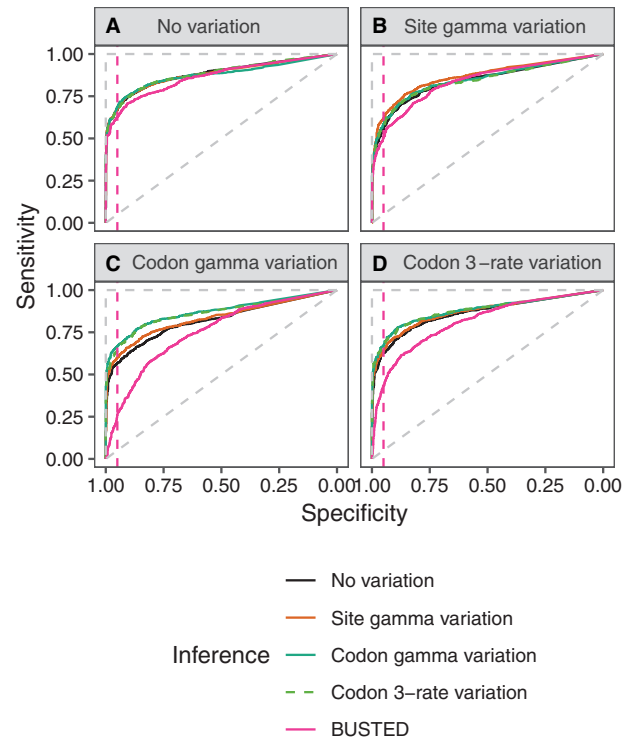 A No variation
B Site gamma variation
1.00
0.75
0.50
0.25
0.00
Sensitivity
C Codon gamma variation
D Codon 3−rate variation
1.00
0.75
0.50
0.25
0.00
1.00 0.75 0.50 0.25 0.00
1.00 0.75 0.50 0.25 0.00
Specificity
Inference
No variation
Site gamma variation
Codon gamma variation
Codon 3−rate variation
BUSTED